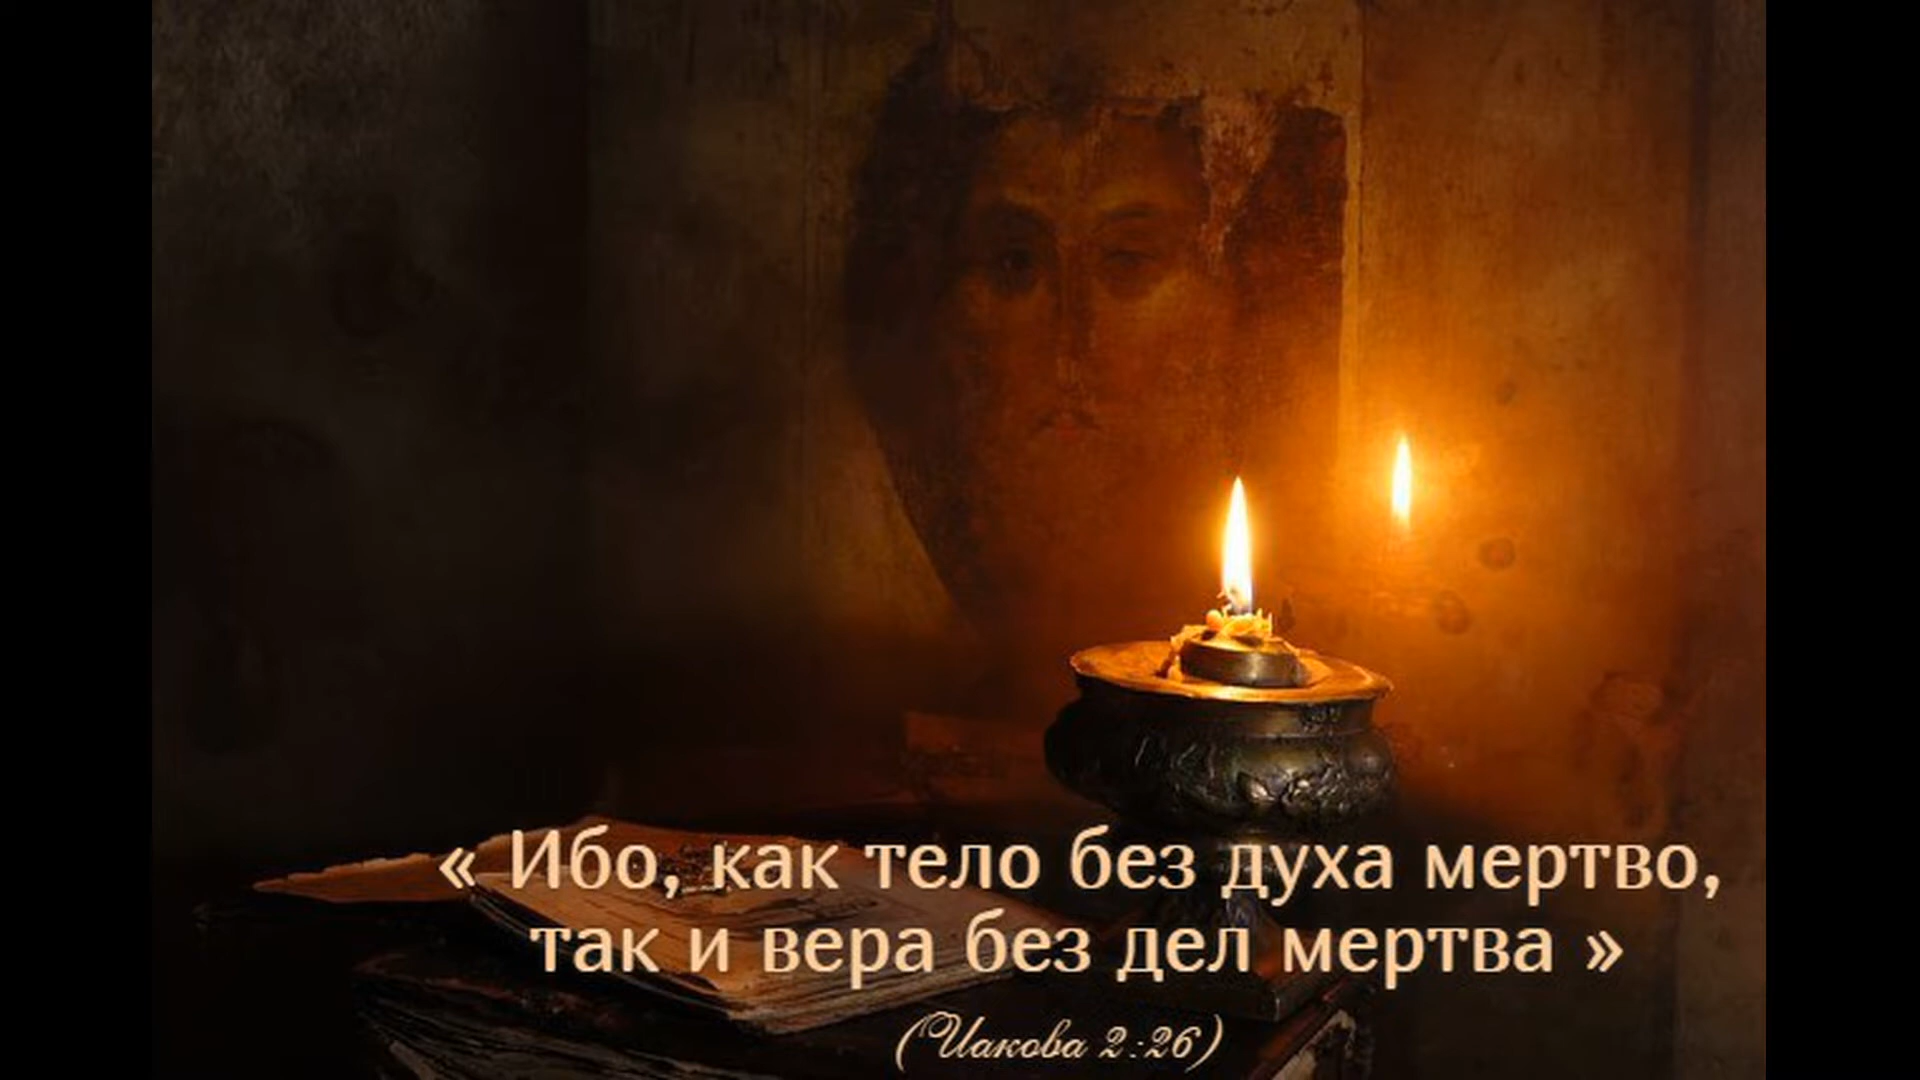 « Ибо, как тело без духа мертво,
так и вера без дел мертва »
(Иакова 2:26)